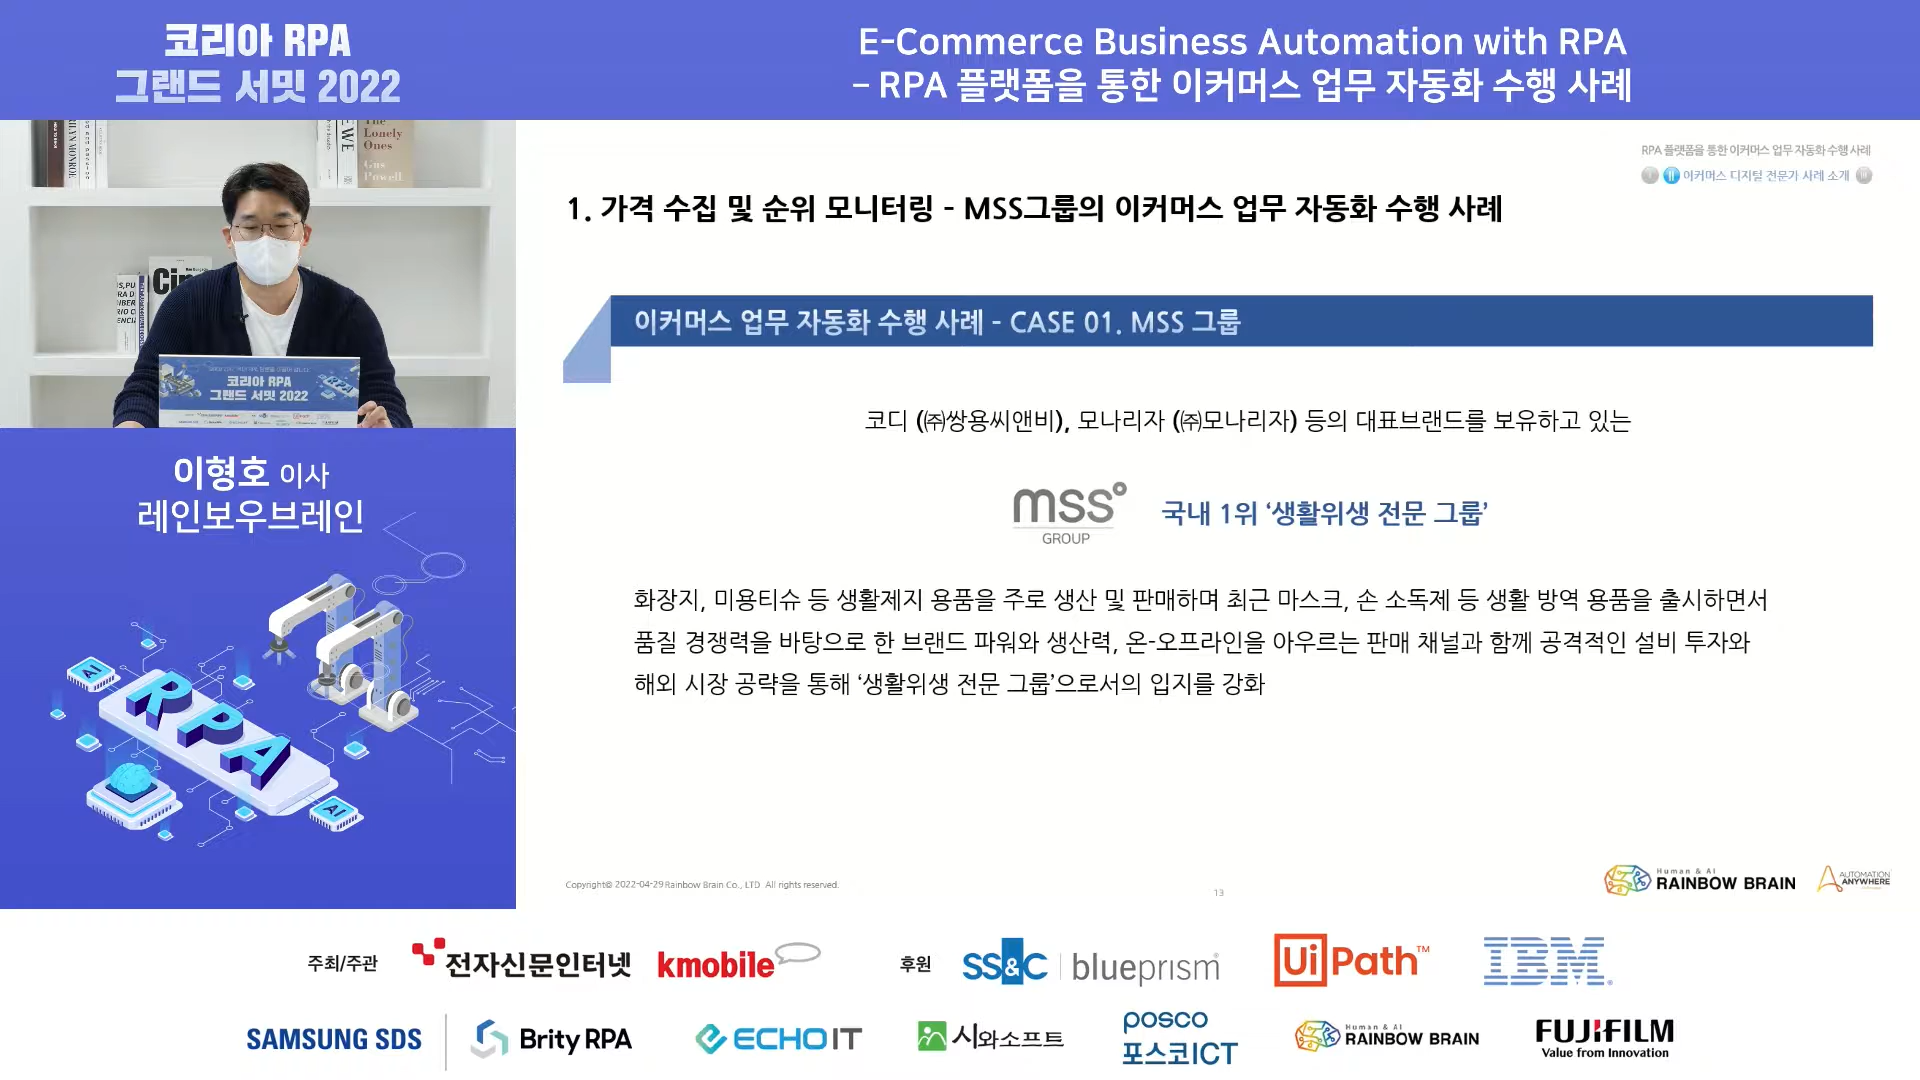 코리아 RPA
그랜드 서밋 2022
E-Commerce Business Automation with RPA
– RPA 플랫폼을 통한 이커머스 업무 자동화 수행 사례
The
Lonely
Ones
Gus
Powell
코리아 RPA
그랜드 서밋 2022
이형호 이사
레인보우브레인
AI
RPA
AI
RPA 플랫폼을 통한 이커머스 업무 자동화 수행 사례
이커머스 디지털 전문가 사례 소개
1. 가격 수집 및 순위 모니터링 - MSS그룹의 이커머스 업무 자동화 수행 사례
이커머스 업무 자동화 수행 사례 - CASE 01. MSS 그룹
코디 (㈜쌍용씨앤비), 모나리자 (㈜모나리자) 등의 대표브랜드를 보유하고 있는
mss
GROUP
국내 1위 ‘생활위생 전문 그룹’
화장지, 미용티슈 등 생활제지 용품을 주로 생산 및 판매하며 최근 마스크, 손 소독제 등 생활 방역 용품을 출시하면서
품질 경쟁력을 바탕으로 한 브랜드 파워와 생산력, 온-오프라인을 아우르는 판매 채널과 함께 공격적인 설비 투자와
해외 시장 공략을 통해 ‘생활위생 전문 그룹’으로서의 입지를 강화
Copyright© 2022-04-29 Rainbow Brain Co., LTD All rights reserved.
13
Human & AI
RAINBOW BRAIN
AUTOMATION
ANYWHERE
주최/주관 전자신문인터넷 kmobile 후원 SS&C blueprism UiPath™ IBM
SAMSUNG SDS Brity RPA ECHO IT 시와소프트 posco
포스코ICT
Human & AI
RAINBOW BRAIN
FUJIFILM
Value from Innovation